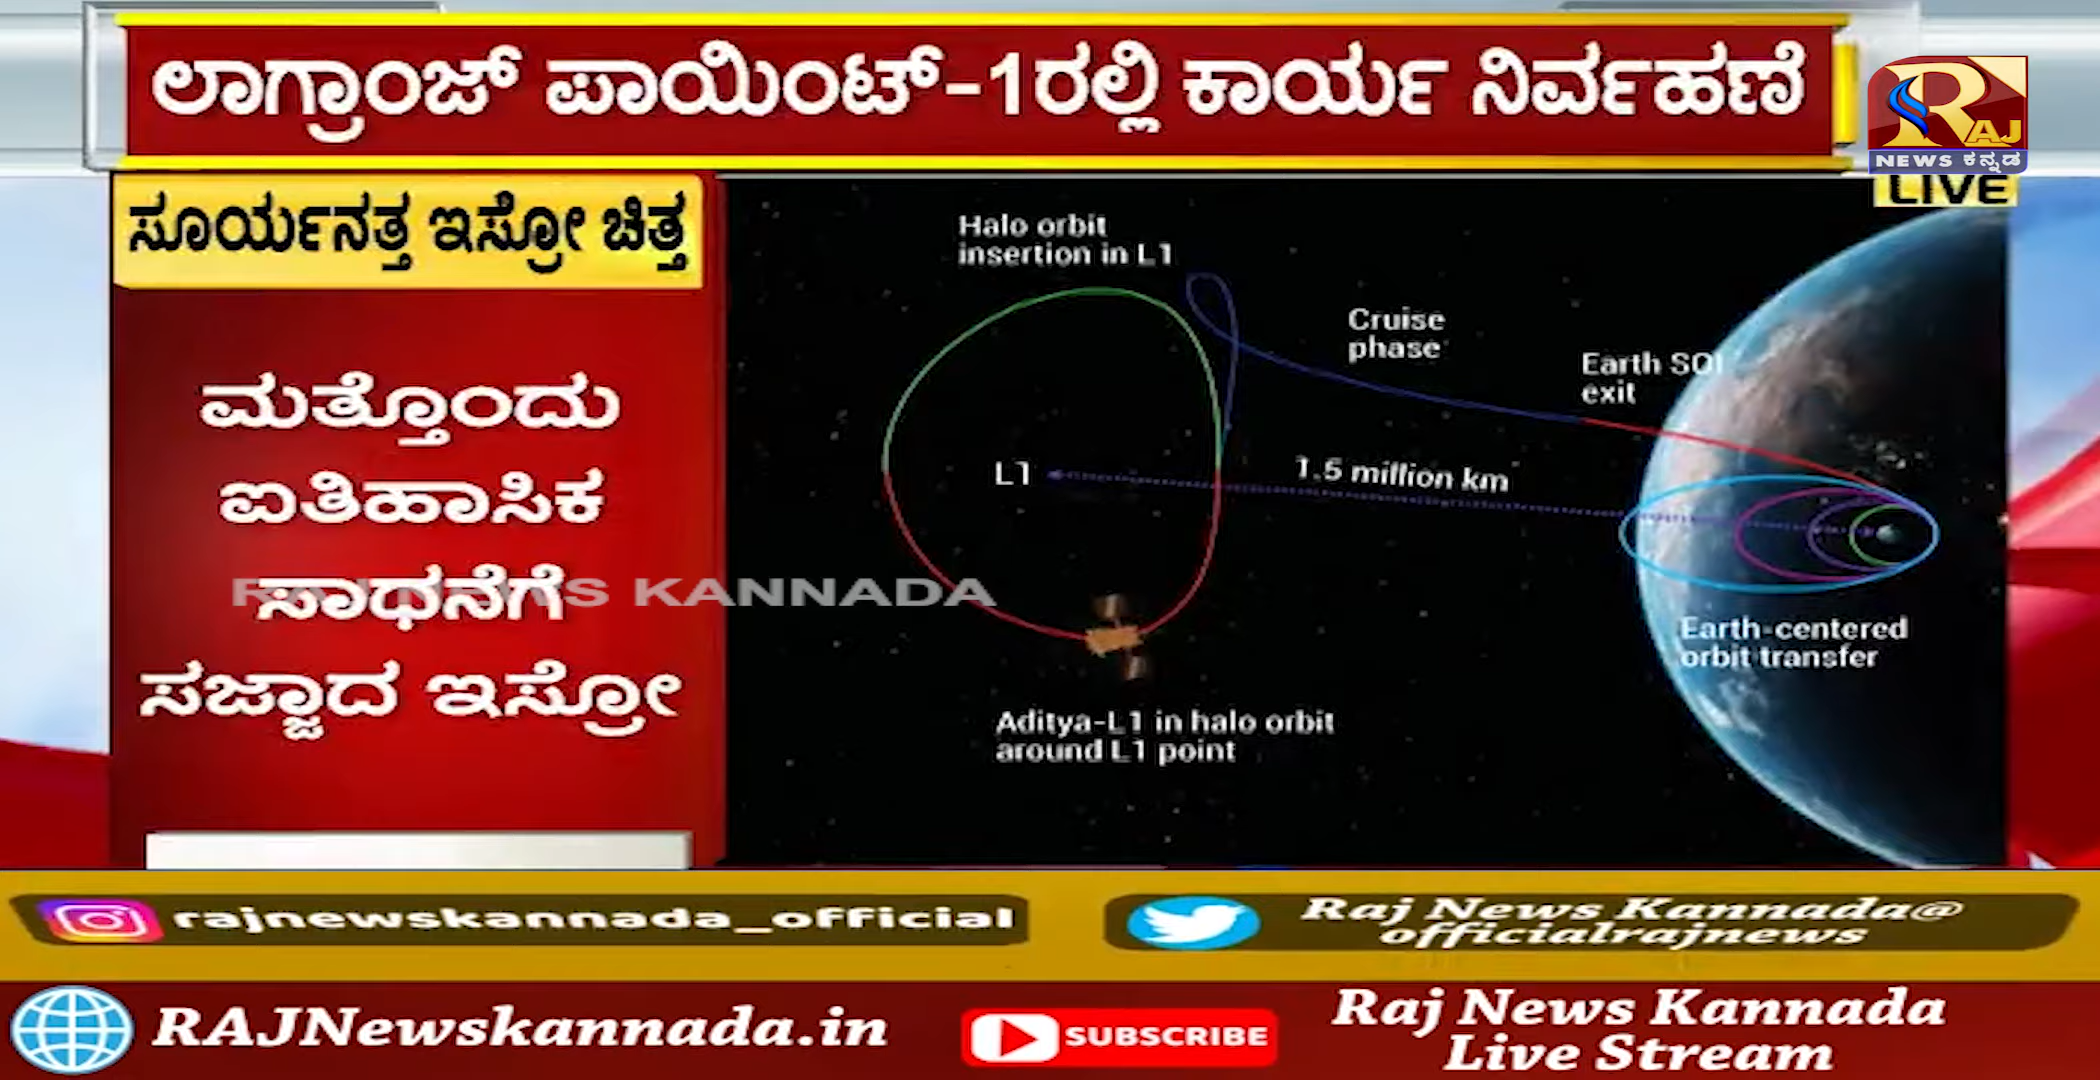 ಲಾಗ್ರಾಂಜ್ ಪಾಯಿಂಟ್-1ರಲ್ಲಿ ಕಾರ್ಯ ನಿರ್ವಹಣೆ
RAJ
NEWS ಕನ್ನಡ
LIVE
ಸೂರ್ಯನತ್ತ ಇಸ್ರೋ ಚಿತ್ತ
ಮತ್ತೊಂದು
ಐತಿಹಾಸಿಕ
ಸಾಧನೆಗೆ
ಸಜ್ಜಾದ ಇಸ್ರೋ
RAJ NEWS KANNADA
Halo orbit
insertion in L1
Cruise
phase
Earth SOI
exit
L1
1.5 million km
Earth-centered
orbit transfer
Aditya-L1 in halo orbit
around L1 point
rajnewskannada_official
Raj News Kannada@
officialrajnews
RAJNewskannada.in
SUBSCRIBE
Raj News Kannada
Live Stream